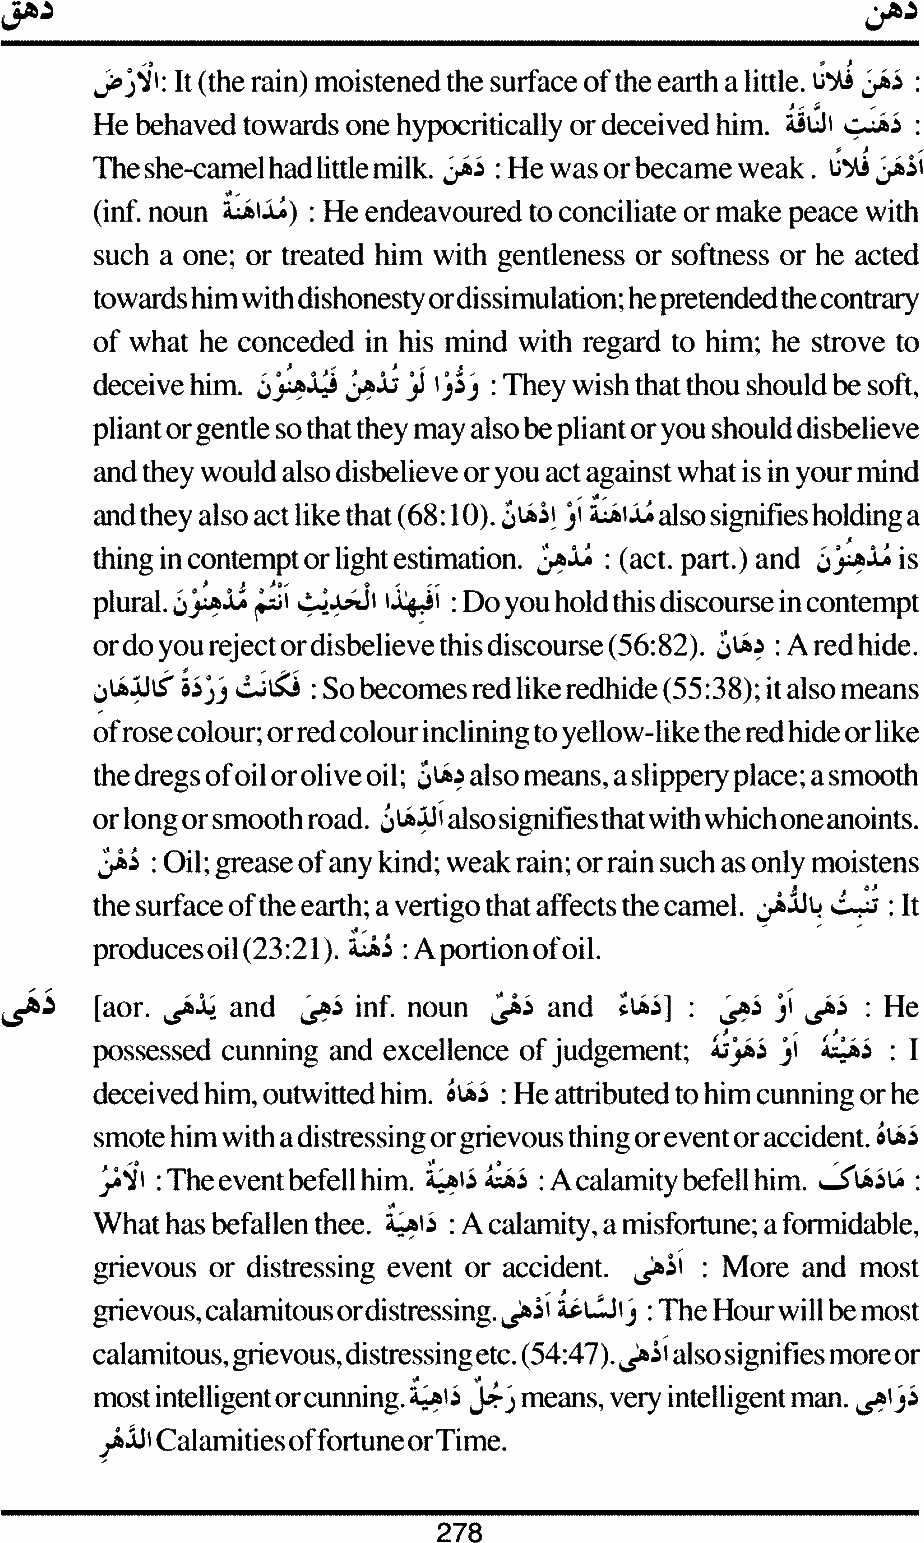 دهق دهن
اْلاَرْضَ: It (the rain) moistened the surface of the earth a little. دَهَنَ فُلانًا :
He behaved towards one hypocritically or deceived him. دَهَنَتِ النَّاقَةُ :
The she-camel had little milk. دَهَنَ : He was or became weak . اَدْهَنَ فُلانًا
(inf. noun مُدَاهَنَةٌ) : He endeavoured to conciliate or make peace with
such a one; or treated him with gentleness or softness or he acted
towards him with dishonesty or dissimulation; he pretended the contrary
of what he conceded in his mind with regard to him; he strove to
deceive him. وَدُّوْا لَوْ تُدْهِنُ فَيُدْهِنُوْنَ : They wish that thou should be soft,
pliant or gentle so that they may also be pliant or you should disbelieve
and they would also disbelieve or you act against what is in your mind
and they also act like that (68:10). مُدَاهَنَةٌ اَوْ اِدْهَانٌ also signifies holding a
thing in contempt or light estimation. مُدْهِنٌ : (act. part.) and مُدْهِنُوْنَ is
plural. اَفَبِهٰذَا الْحَدِيْثِ اَنْتُمْ مُّدْهِنُوْنَ : Do you hold this discourse in contempt
or do you reject or disbelieve this discourse (56:82). دِهَانٌ : A red hide.
فَكَانَتْ وَرْدَةً كَالدِّهَانِ : So becomes red like redhide (55:38); it also means
of rose colour; or red colour inclining to yellow-like the red hide or like
the dregs of oil or olive oil; دِهَانٌ also means, a slippery place; a smooth
or long or smooth road. اَلدِّهَانُ also signifies that with which one anoints.
دُهْنٌ : Oil; grease of any kind; weak rain; or rain such as only moistens
the surface of the earth; a vertigo that affects the camel. تَنْبِتُ بِالدُّهْنِ : It
produces oil (23:21). دُهْنَةٌ : A portion of oil.
دَهَى [aor. يَدْهَى and دَهِىَ inf. noun دَهْىٌ and دَهَاءٌ] : دَهَى اَوْ دَهِىَ : He
possessed cunning and excellence of judgement; دَهَيْتُهُ اَوْ دَهَوْتُهُ : I
deceived him, outwitted him. دَهَاهُ : He attributed to him cunning or he
smote him with a distressing or grievous thing or event or accident. دَهَاهُ
اْلاَمْرُ : The event befell him. دَهَتْهُ دَاهِيَةٌ : A calamity befell him. مَادَهَاكَ :
What has befallen thee. دَاهِيَةٌ : A calamity, a misfortune; a formidable,
grievous or distressing event or accident. اَدْهٰى : More and most
grievous, calamitous or distressing. وَالسَّاعَةُ اَدْهٰى : The Hour will be most
calamitous, grievous, distressing etc. (54:47). اَدْهٰى also signifies more or
most intelligent or cunning. رَجُلٌ دَاهِيَةٌ means, very intelligent man. دَوَاهِى
الدَّهْرِ Calamities of fortune or Time.
278